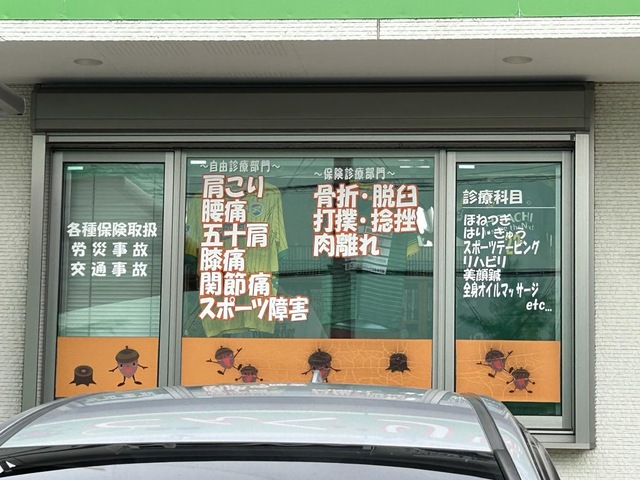 各種保険取扱
労災事故
交通事故
～自由診療部門～
肩こり
腰痛
五十肩
膝痛
関節痛
スポーツ障害
～保険診療部門～
骨折・脱臼
打撲・捻挫
肉離れ
診療科目
ほねつぎ
はり・きゅう
スポーツテーピング
リハビリ
美顔鍼
全身オイルマッサージ
etc...